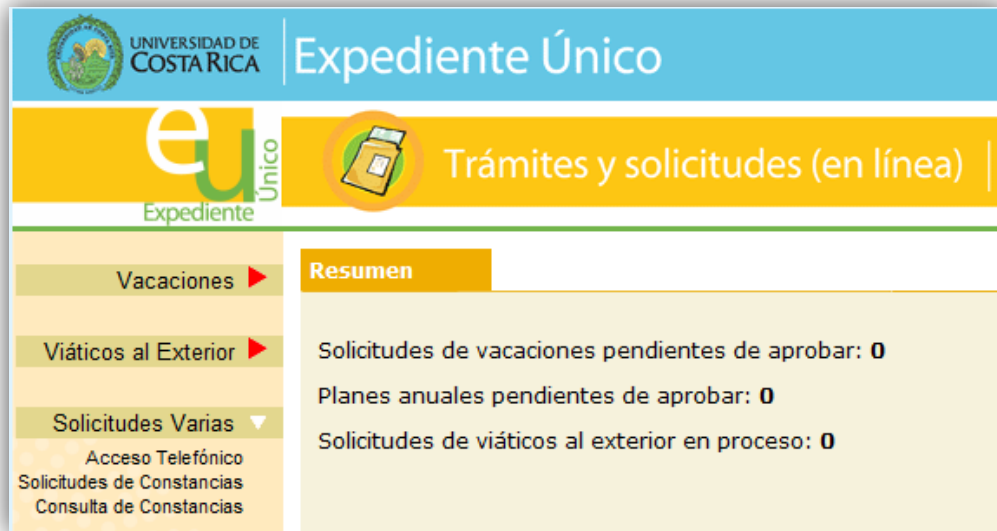 UNIVERSIDAD DE
COSTA RICA
Expediente Único
eu
Único
Expediente
Trámites y solicitudes (en línea)
Vacaciones
Viáticos al Exterior
Solicitudes Varias
Acceso Telefónico
Solicitudes de Constancias
Consulta de Constancias
Resumen
Solicitudes de vacaciones pendientes de aprobar: 0
Planes anuales pendientes de aprobar: 0
Solicitudes de viáticos al exterior en proceso: 0